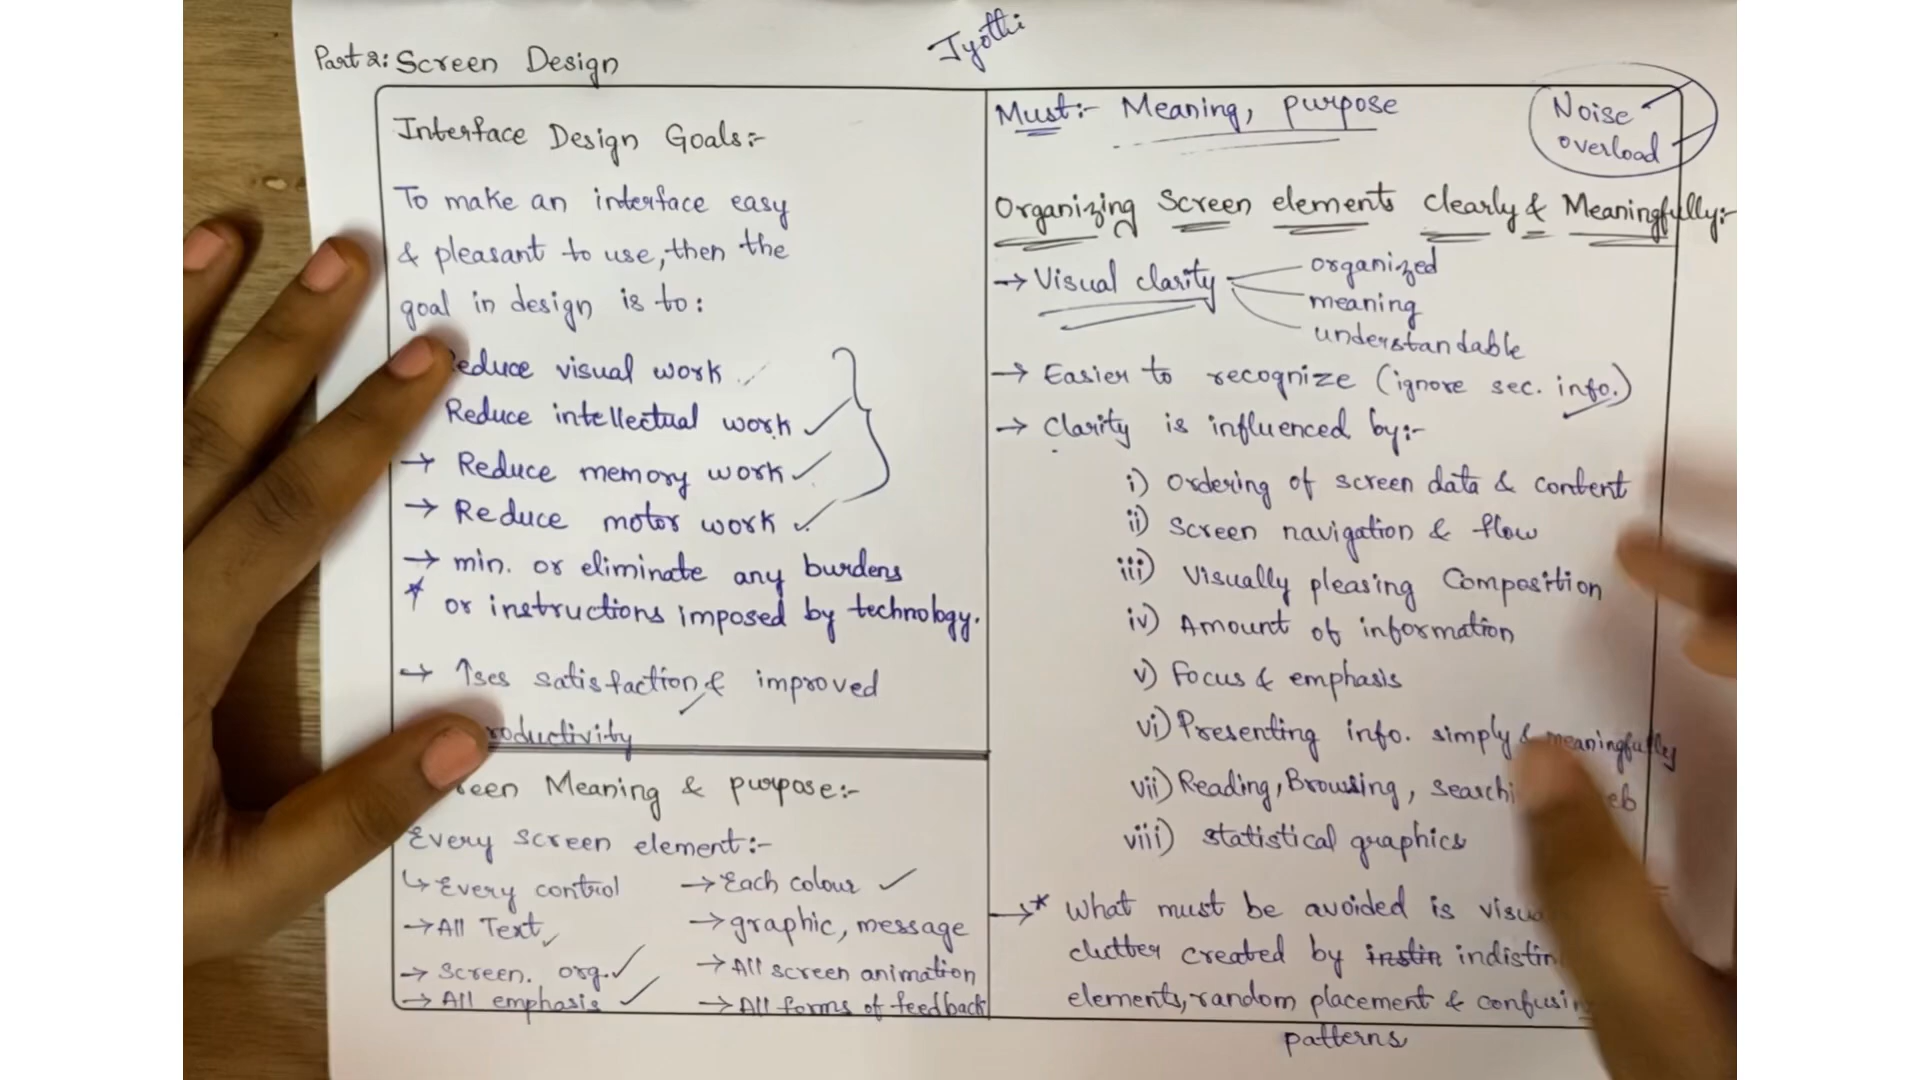 Jyothi
Part 2: Screen Design
Interface Design Goals:-
To make an interface easy
& pleasant to use, then the
goal in design is to:
educe visual work
Reduce intellectual work
→ Reduce memory work
→ Reduce motor work
→ min. or eliminate any burdens
* or instructions imposed by technology.
→ ↑ses satisfaction & improved
roductivity
een Meaning & purpose:-
Every screen element:-
↳ Every control
→ All Text
→ Screen. org.
→ All emphasis
→ Each colour
→ graphic, message
→ All screen animation
→ All forms of feedback
Must:- Meaning, purpose
Noise
overload
Organizing Screen elements clearly & Meaningfully:-
→ Visual clarity
organized
meaning
understandable
→ Easier to recognize (ignore sec. info.)
→ Clarity is influenced by:-
i) Ordering of screen data & content
ii) Screen navigation & flow
iii) Visually pleasing Composition
iv) Amount of information
v) Focus & emphasis
vi) Presenting info. simply & meaningfully
vii) Reading, Browsing, searchi eb
viii) statistical graphics
→* What must be avoided is visu
clutter created by instin indistin
elements, random placement & confusin
patterns